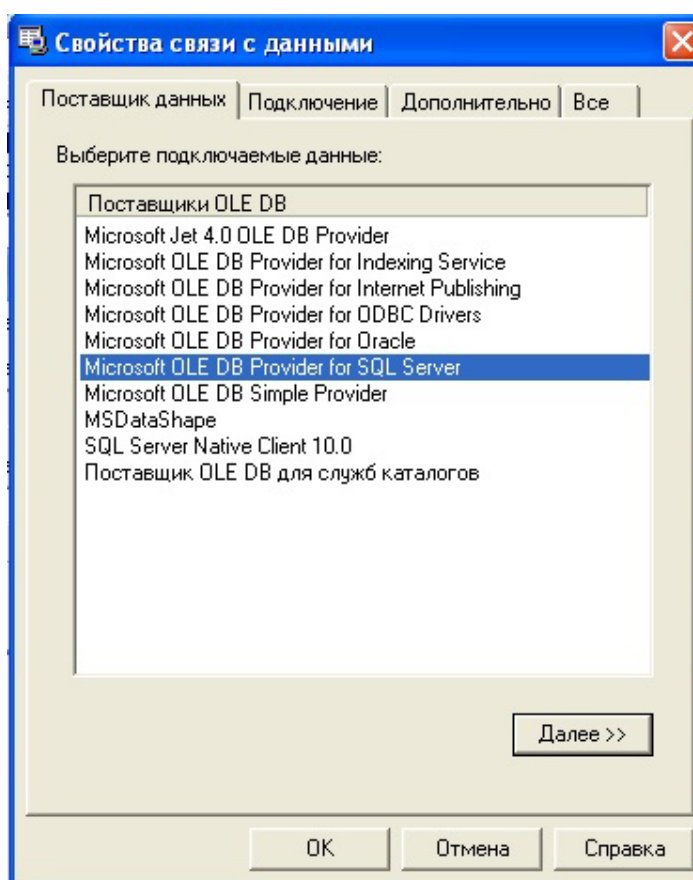 Свойства связи с данными
Поставщик данных Подключение Дополнительно Все
Выберите подключаемые данные:
Поставщики OLE DB
Microsoft Jet 4.0 OLE DB Provider
Microsoft OLE DB Provider for Indexing Service
Microsoft OLE DB Provider for Internet Publishing
Microsoft OLE DB Provider for ODBC Drivers
Microsoft OLE DB Provider for Oracle
Microsoft OLE DB Provider for SQL Server
Microsoft OLE DB Simple Provider
MSDataShape
SQL Server Native Client 10.0
Поставщик OLE DB для служб каталогов
Далее >>
OK Отмена Справка